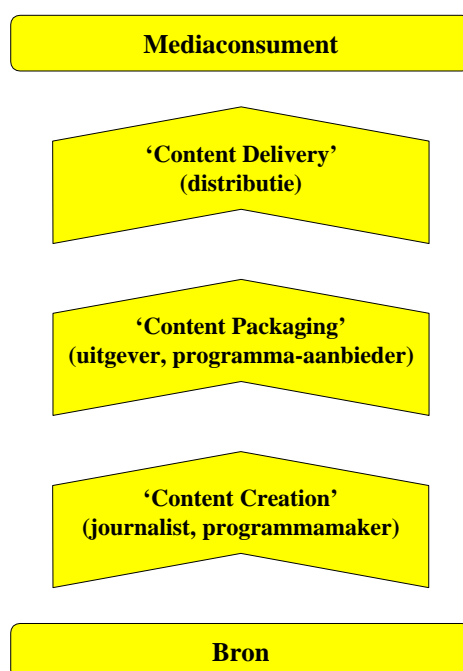 Mediaconsument
‘Content Delivery’
(distributie)
‘Content Packaging’
(uitgever, programma-aanbieder)
‘Content Creation’
(journalist, programmamaker)
Bron